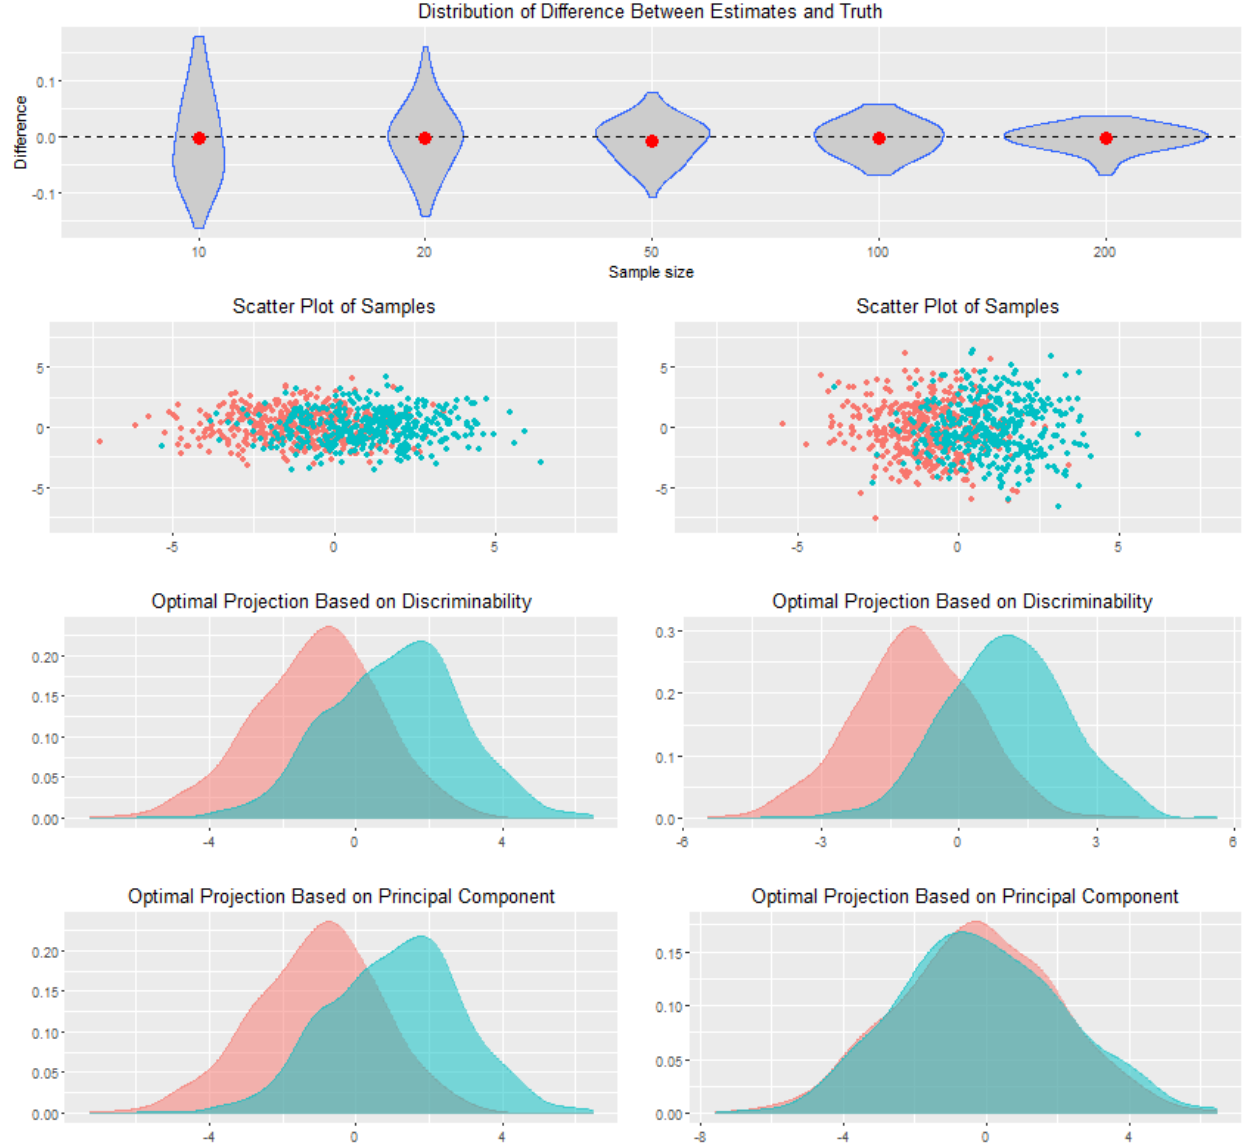 Distribution of Difference Between Estimates and Truth
Difference
0.1
0.0
-0.1
10 20 50 100 200
Sample size
Scatter Plot of Samples
5
0
-5
-5 0 5
Scatter Plot of Samples
5
0
-5
-5 0 5
Optimal Projection Based on Discriminability
0.20
0.15
0.10
0.05
0.00
-4 0 4
Optimal Projection Based on Discriminability
0.3
0.2
0.1
0.0
-6 -3 0 3 6
Optimal Projection Based on Principal Component
0.20
0.15
0.10
0.05
0.00
-4 0 4
Optimal Projection Based on Principal Component
0.15
0.10
0.05
0.00
-8 -4 0 4